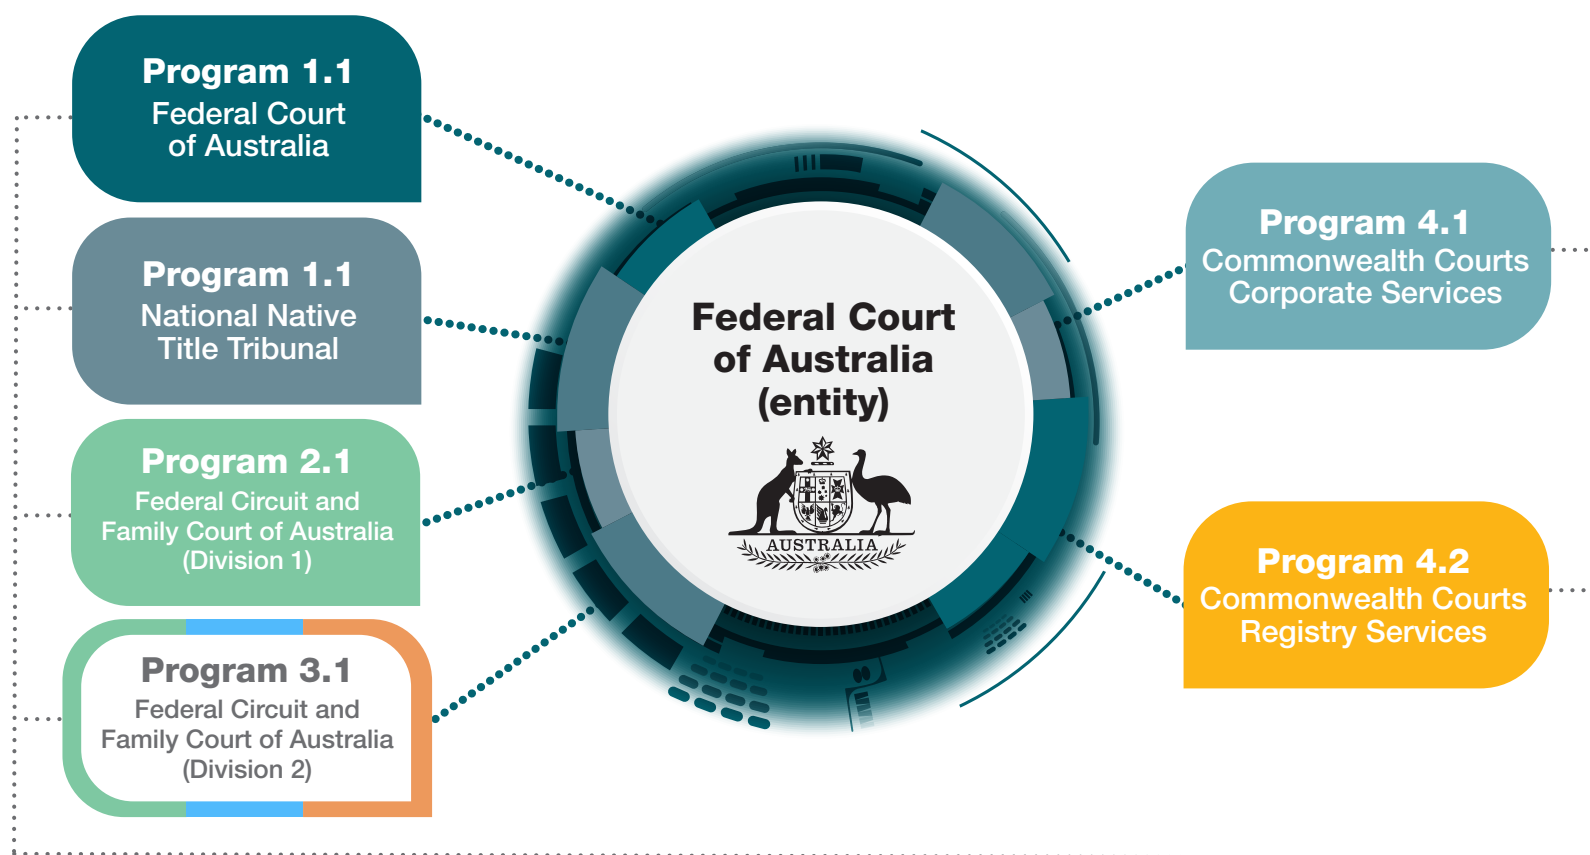 Program 1.1
Federal Court
of Australia
Program 1.1
National Native
Title Tribunal
Program 2.1
Federal Circuit and
Family Court of Australia
(Division 1)
Program 3.1
Federal Circuit and
Family Court of Australia
(Division 2)
Federal Court
of Australia
(entity)
AUSTRALIA
Program 4.1
Commonwealth Courts
Corporate Services
Program 4.2
Commonwealth Courts
Registry Services